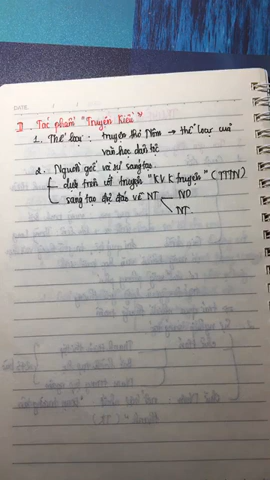 DATE
II. Tác phẩm "Truyện Kiều"
1. Thể loại : truyện thơ Nôm → thể loại của
văn học dân tộc
2. Nguồn gốc và sự sáng tạo
dựa trên cốt truyện "KVK truyện" (TTTN)
sáng tạo độc đáo về NT
ND
NT